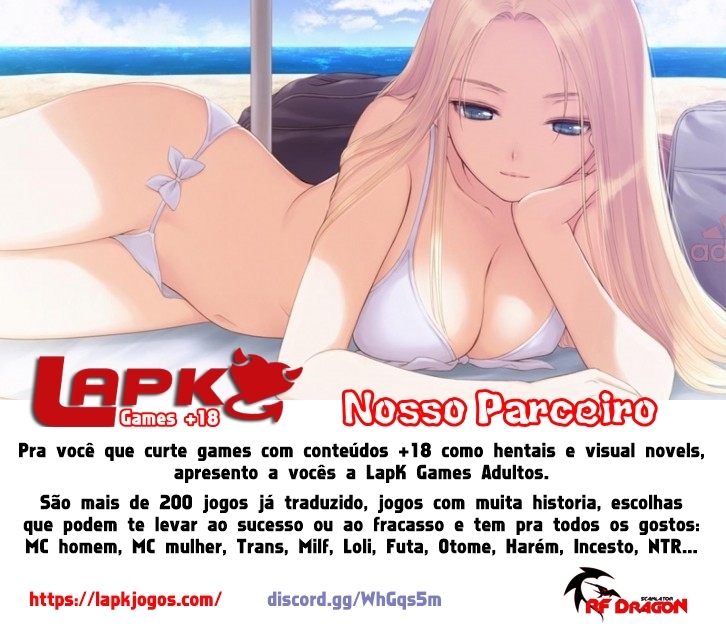 adi
LAPK
Games +18
Nosso Parceiro
Pra você que curte games com conteúdos +18 como hentais e visual novels,
apresento a vocês a LapK Games Adultos.
São mais de 200 jogos já traduzido, jogos com muita historia, escolhas
que podem te levar ao sucesso ou ao fracasso e tem pra todos os gostos:
MC homem, MC mulher, Trans, Milf, Loli, Futa, Otome, Harém, Incesto, NTR...
https://lapkjogos.com/
discord.gg/WhGqs5m
SCANLATOR
RF DRAGON